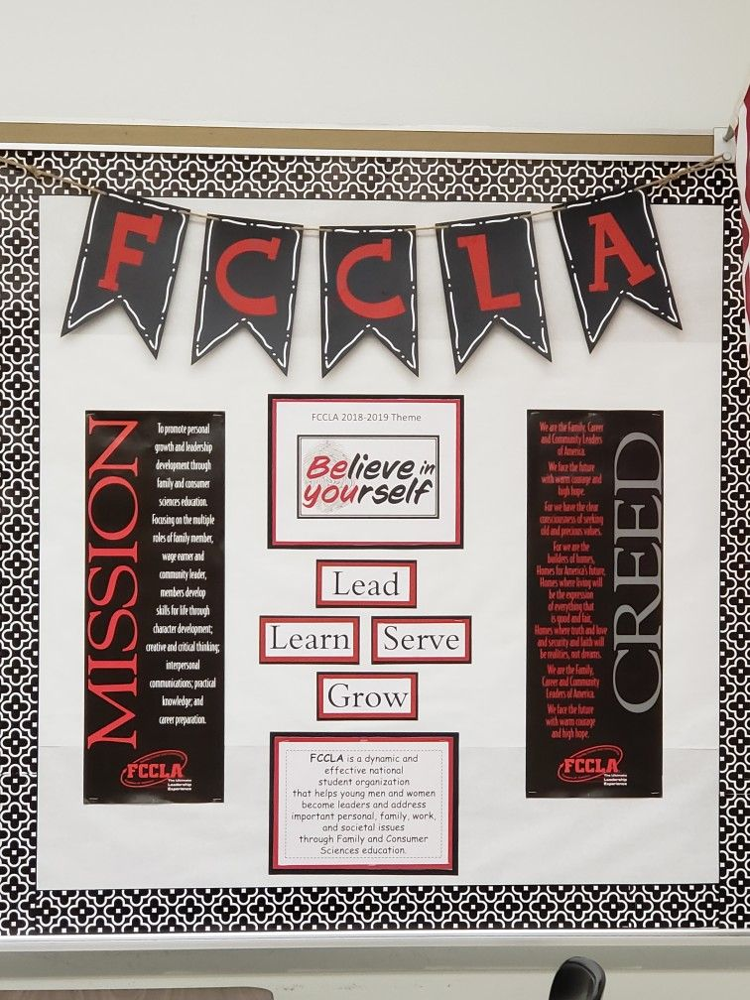 FCCLA
MISSION
To promote personal
growth and leadership
development through
family and consumer
sciences education.
Focusing on the multiple
roles of family member,
wage earner and
community leader,
members develop
skills for life through
character development;
creative and critical thinking;
interpersonal
communications; practical
knowledge; and
career preparation.
FCCLA
The Ultimate
Leadership
Experience
FCCLA 2018-2019 Theme
Believe in
yourself
Lead
Learn Serve
Grow
FCCLA is a dynamic and
effective national
student organization
that helps young men and women
become leaders and address
important personal, family, work,
and societal issues
through Family and Consumer
Sciences education.
We are the Family, Career
and Community Leaders
of America.
We face the future
with warm courage and
high hope.
For we have the clear
consciousness of seeking
old and precious values.
For we are the
builders of homes,
Homes for America's future,
Homes where living will
be the expression
of everything that
is good and fair,
Homes where truth and love
and security and faith will
be realities, not dreams.
We are the Family,
Career and Community
Leaders of America.
We face the future
with warm courage
and high hope.
CREED
FCCLA
The Ultimate
Leadership
Experience